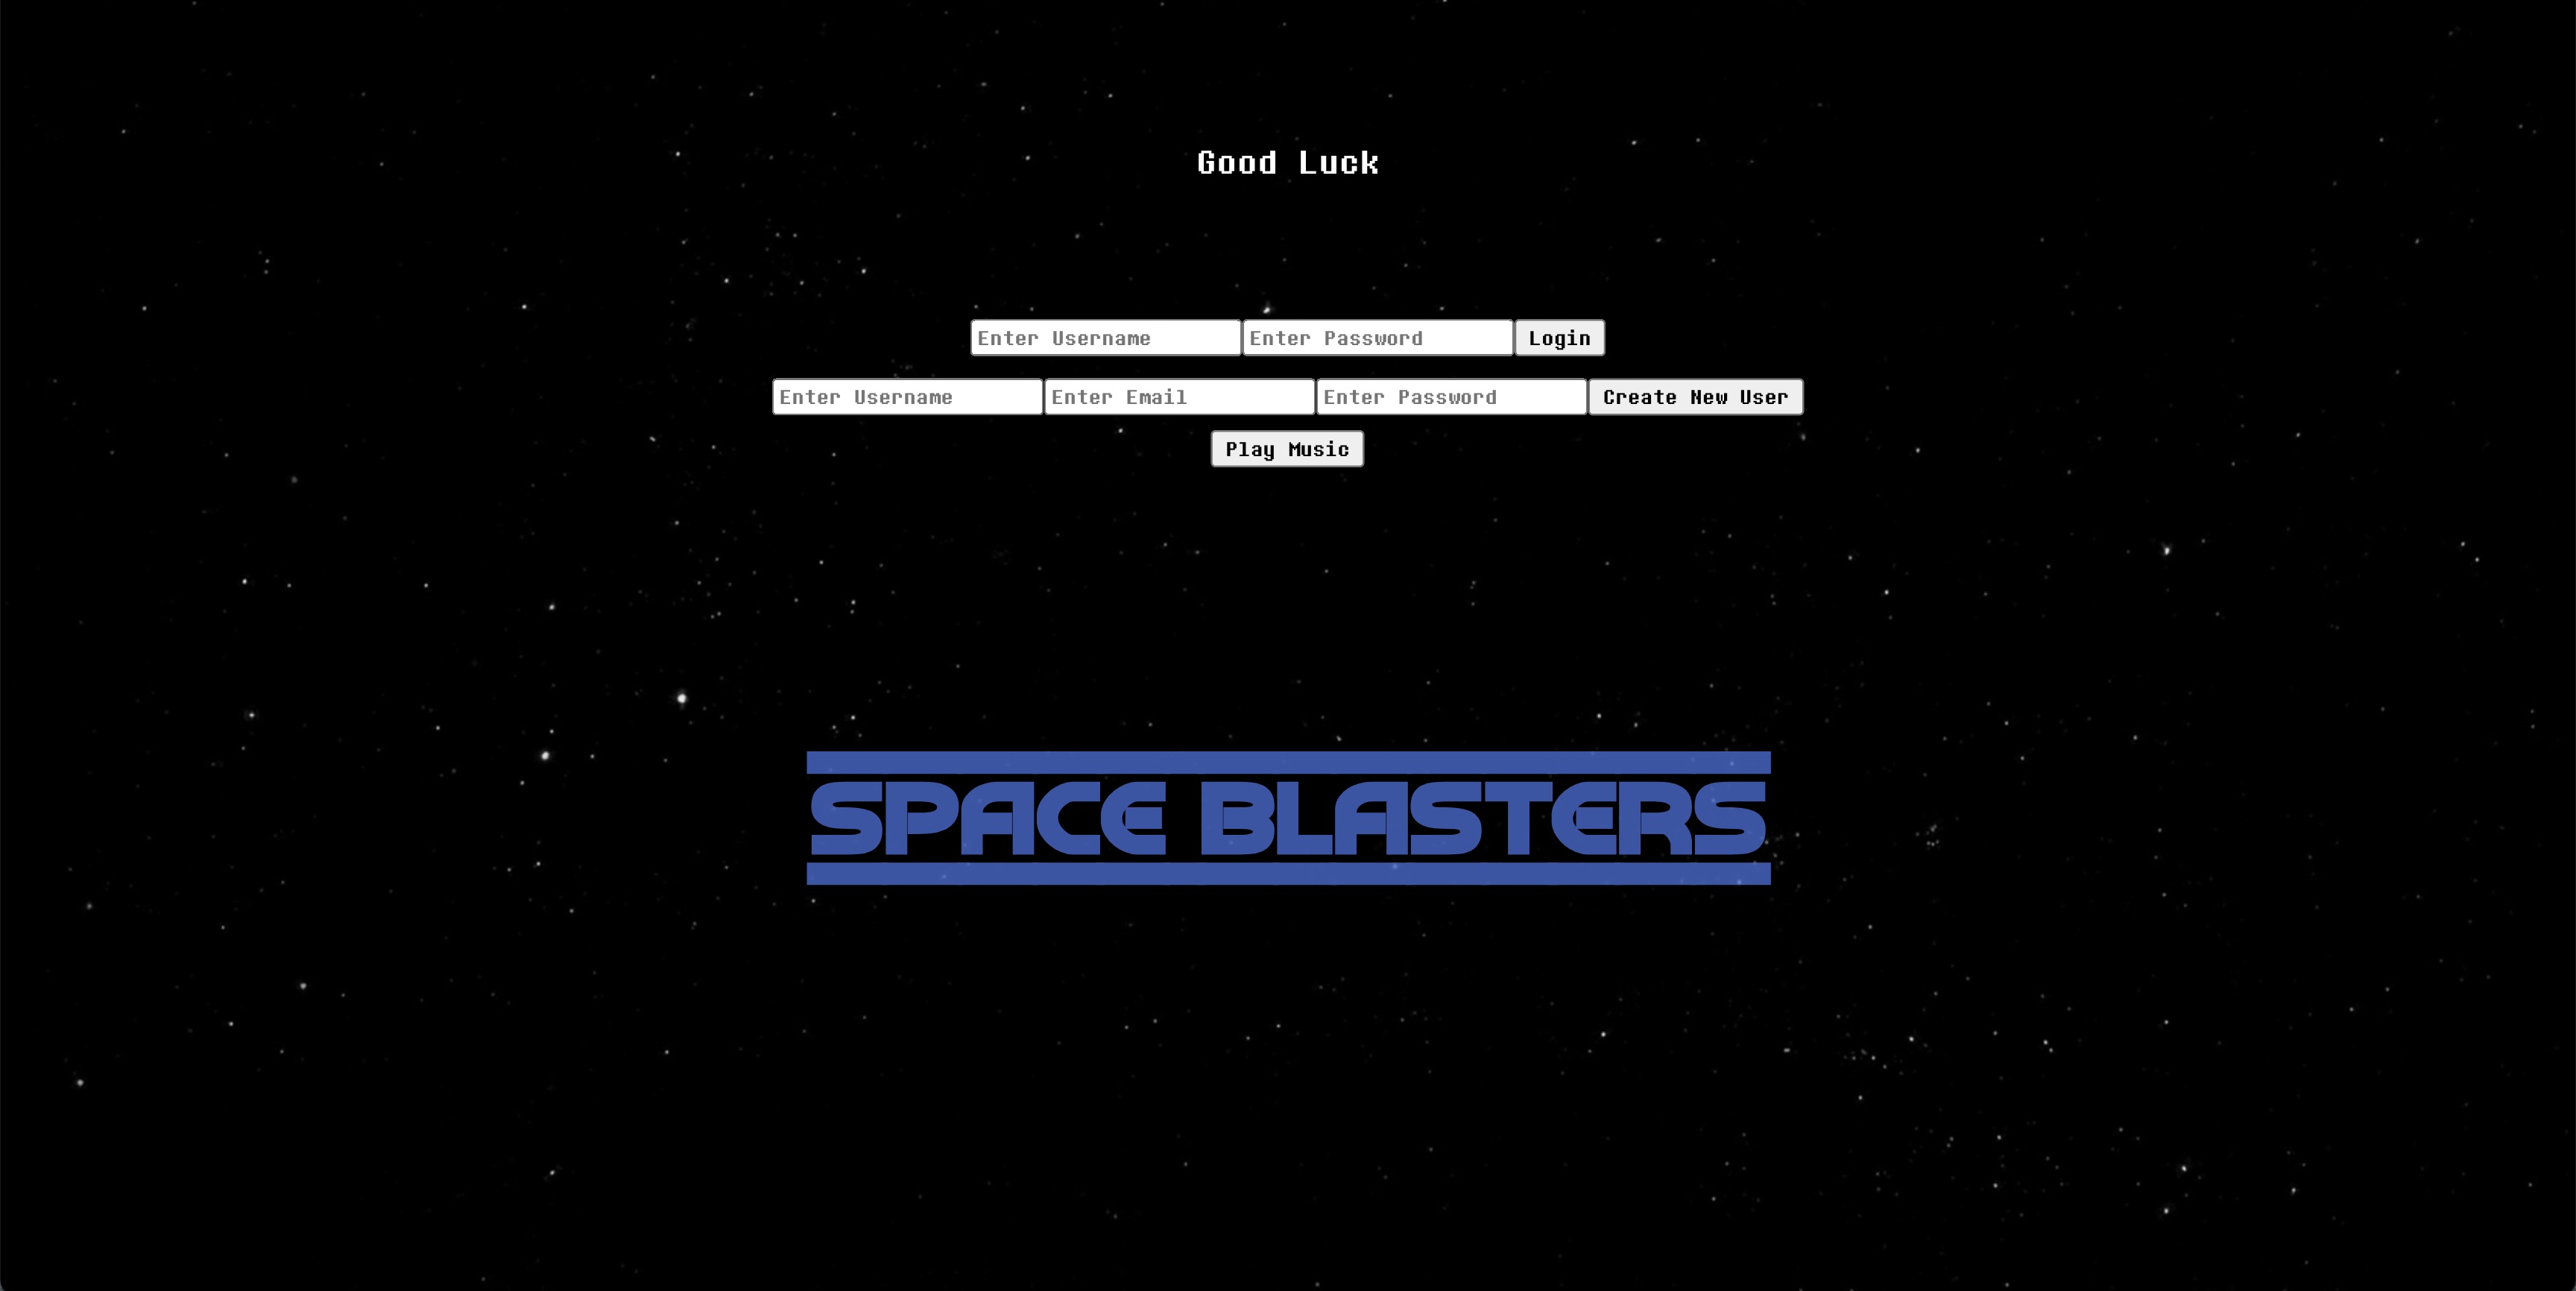 Good Luck
Enter Username Enter Password Login
Enter Username Enter Email Enter Password Create New User
Play Music
SPACE BLASTERS